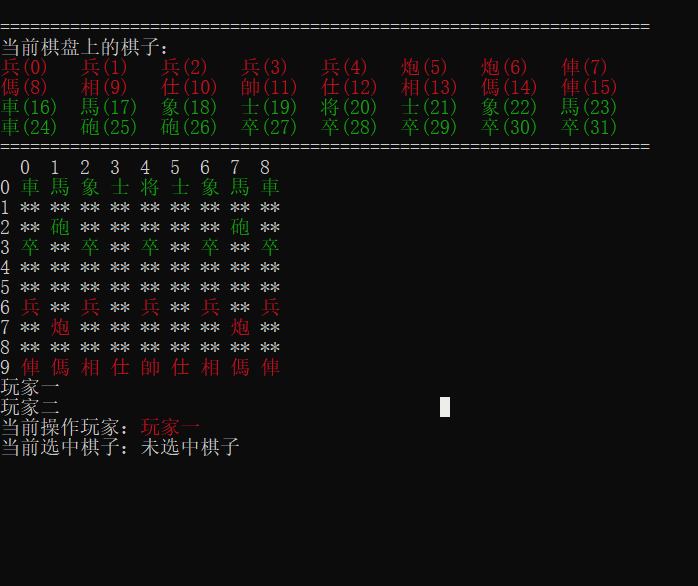 =================================================================
当前棋盘上的棋子:
兵(0) 兵(1) 兵(2) 兵(3) 兵(4) 炮(5) 炮(6) 俥(7)
傌(8) 相(9) 仕(10) 帥(11) 仕(12) 相(13) 傌(14) 俥(15)
車(16) 馬(17) 象(18) 士(19) 将(20) 士(21) 象(22) 馬(23)
車(24) 砲(25) 砲(26) 卒(27) 卒(28) 卒(29) 卒(30) 卒(31)
=================================================================
0 1 2 3 4 5 6 7 8
0 車 馬 象 士 将 士 象 馬 車
1 ** ** ** ** ** ** ** ** **
2 ** 砲 ** ** ** ** ** 砲 **
3 卒 ** 卒 ** 卒 ** 卒 ** 卒
4 ** ** ** ** ** ** ** ** **
5 ** ** ** ** ** ** ** ** **
6 兵 ** 兵 ** 兵 ** 兵 ** 兵
7 ** 炮 ** ** ** ** ** 炮 **
8 ** ** ** ** ** ** ** ** **
9 俥 傌 相 仕 帥 仕 相 傌 俥
玩家一
玩家二
当前操作玩家: 玩家一
当前选中棋子: 未选中棋子